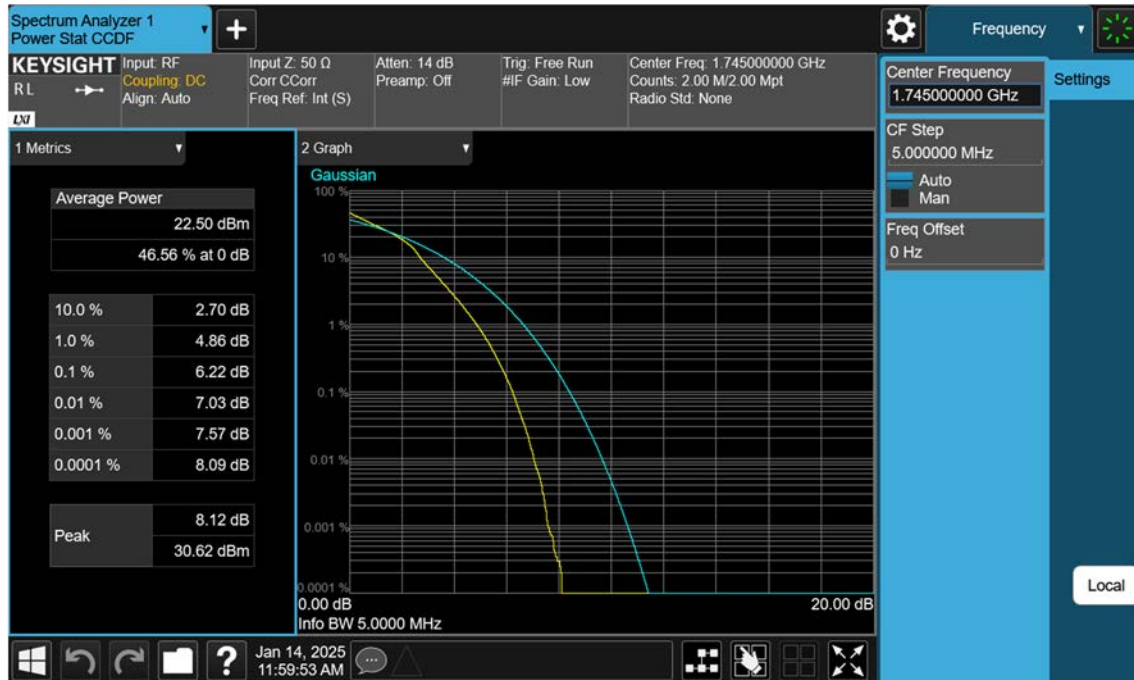 Spectrum Analyzer 1
Power Stat CCDF
+
Frequency
KEYSIGHT
R L
LXI
Input: RF
Coupling: DC
Align: Auto
Input Z: 50 Ω
Corr CCorr
Freq Ref: Int (S)
Atten: 14 dB
Preamp: Off
Trig: Free Run
#IF Gain: Low
Center Freq: 1.745000000 GHz
Counts: 2.00 M/2.00 Mpt
Radio Std: None
Center Frequency
1.745000000 GHz
Settings
CF Step
5.000000 MHz
Auto
Man
Freq Offset
0 Hz
1 Metrics
Average Power
22.50 dBm
46.56 % at 0 dB
10.0 % 2.70 dB
1.0 % 4.86 dB
0.1 % 6.22 dB
0.01 % 7.03 dB
0.001 % 7.57 dB
0.0001 % 8.09 dB
Peak 8.12 dB
30.62 dBm
2 Graph
Gaussian
100 %
10 %
1 %
0.1 %
0.01 %
0.001 %
0.0001 %
0.00 dB 20.00 dB
Info BW 5.0000 MHz
Local
?
Jan 14, 2025
11:59:53 AM